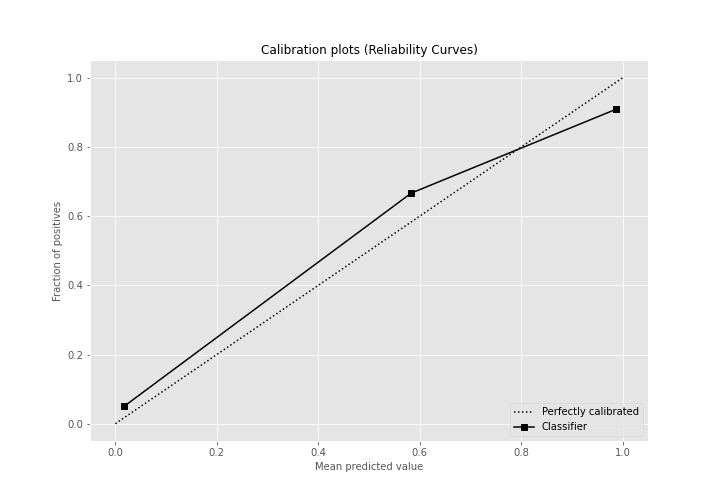 Calibration plots (Reliability Curves)
1.0
0.8
0.6
0.4
0.2
0.0
Fraction of positives
Perfectly calibrated
Classifier
0.0 0.2 0.4 0.6 0.8 1.0
Mean predicted value